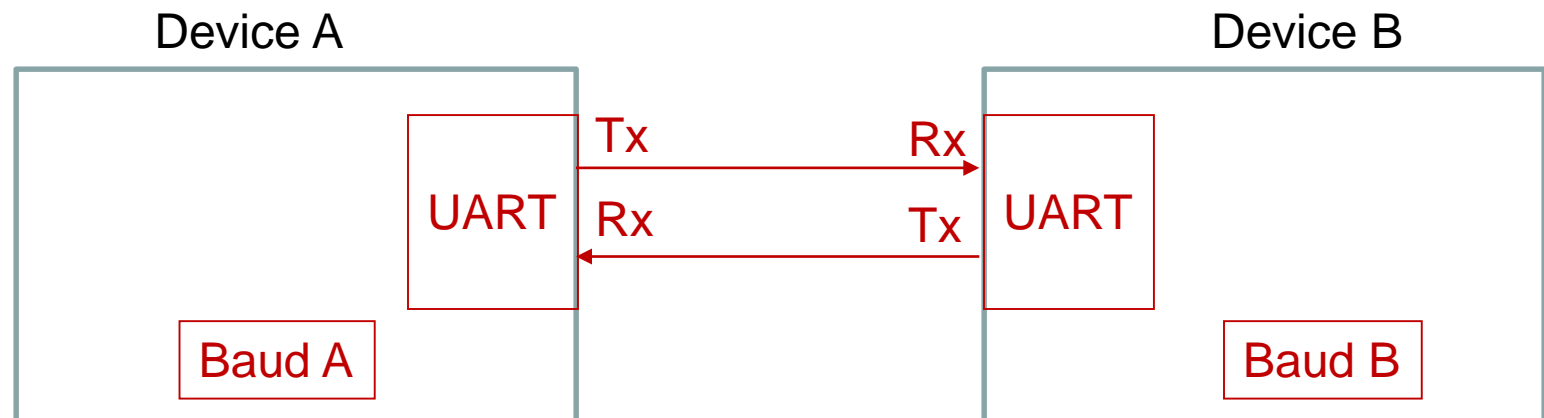 Device A
Device B
Tx
Rx
UART
Rx
Tx
UART
Baud A
Baud B